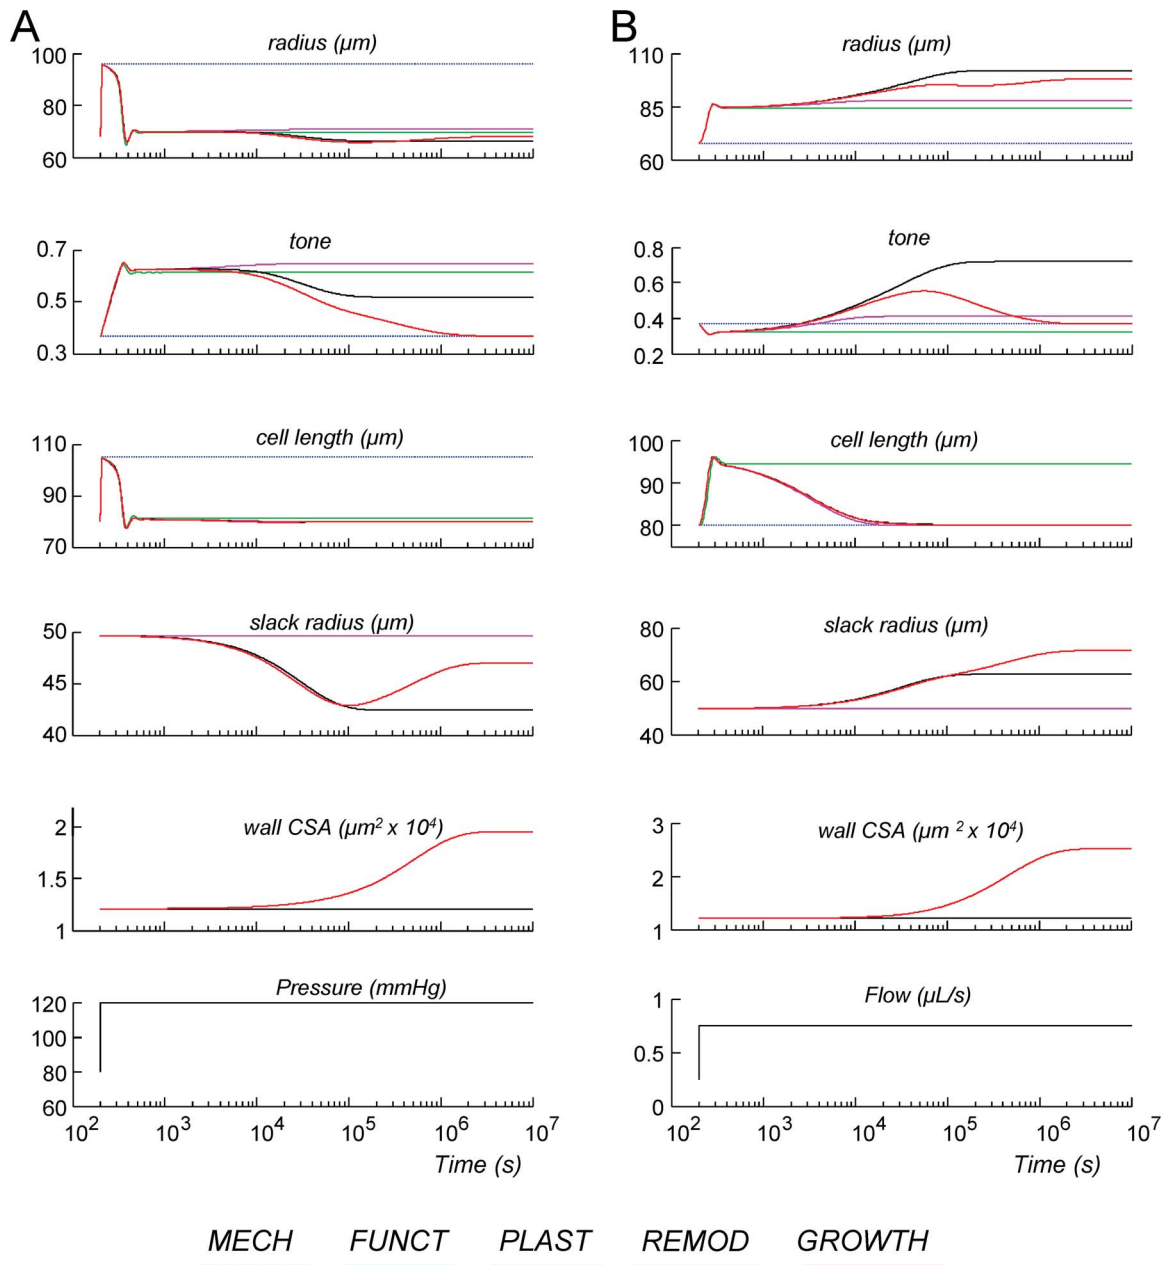 A
radius (µm)
100
80
60
tone
0.7
0.5
0.3
cell length (µm)
110
90
70
slack radius (µm)
50
45
40
wall CSA (µm² x 10⁴)
2
1.5
1
Pressure (mmHg)
120
100
80
60
10² 10³ 10⁴ 10⁵ 10⁶ 10⁷
Time (s)
B
radius (µm)
110
85
60
tone
0.8
0.6
0.4
0.2
cell length (µm)
100
90
80
slack radius (µm)
80
60
40
wall CSA (µm ² x 10⁴)
3
2
1
Flow (µL/s)
1
0.5
0
10² 10³ 10⁴ 10⁵ 10⁶ 10⁷
Time (s)
MECH FUNCT PLAST REMOD GROWTH